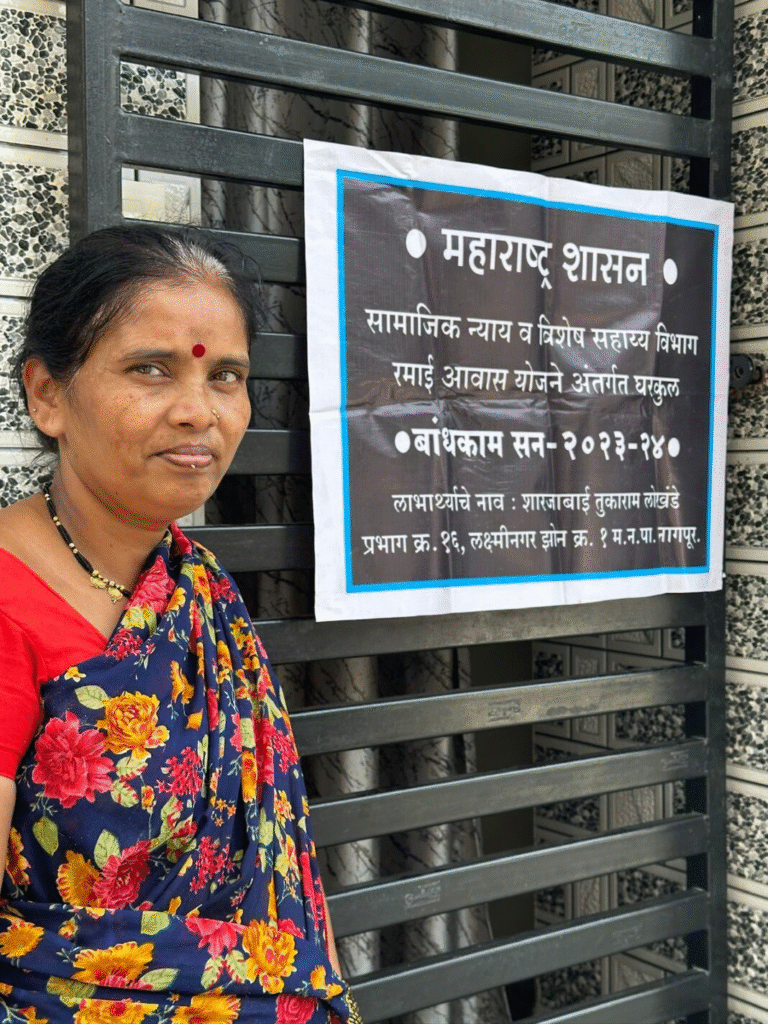 ● महाराष्ट्र शासन ●
सामाजिक न्याय व विशेष सहाय्य विभाग
रमाई आवास योजने अंतर्गत घरकुल
●बांधकाम सन-२०२३-२४●
लाभार्थ्याचे नाव : शारजाबाई तुकाराम लोखंडे
प्रभाग क्र.१६, लक्ष्मीनगर झोन क्र. १ म.न.पा.नागपूर.